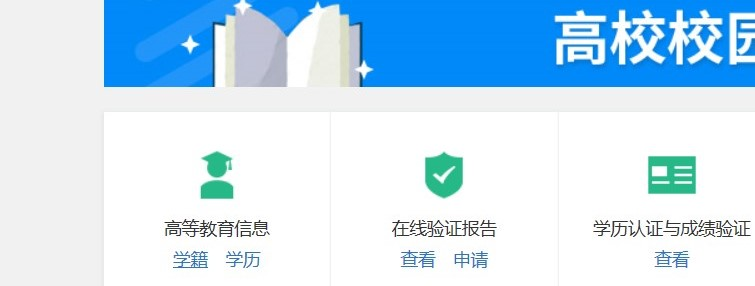 高校校园
高等教育信息
在线验证报告
学历认证与成绩验证
学籍 学历
查看 申请
查看